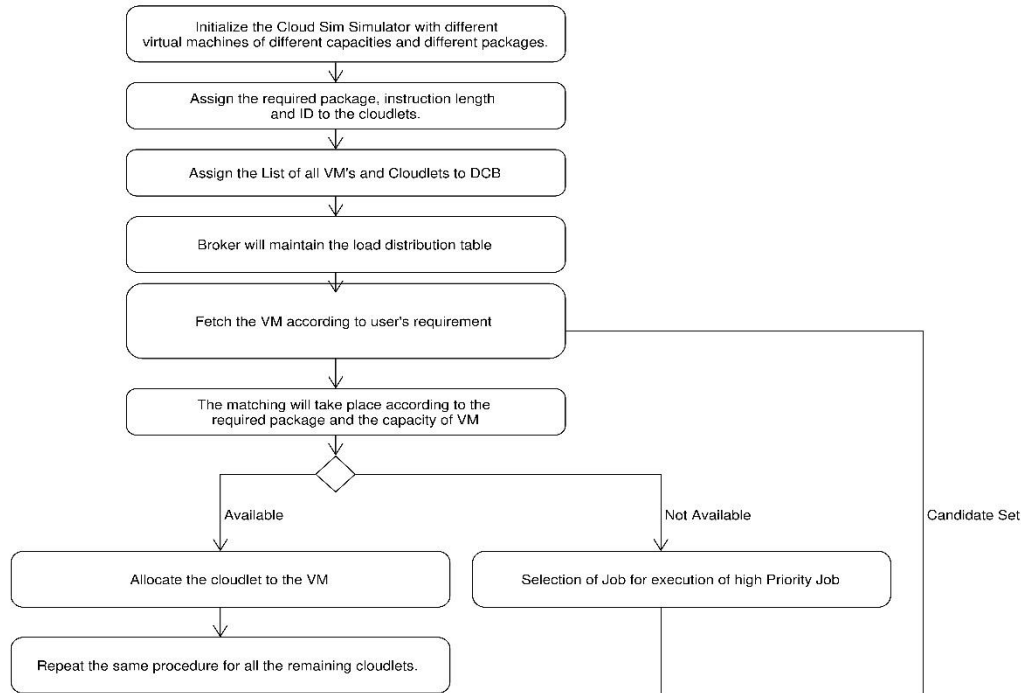 Initialize the Cloud Sim Simulator with different
virtual machines of different capacities and different packages.
Assign the required package, instruction length
and ID to the cloudlets.
Assign the List of all VM's and Cloudlets to DCB
Broker will maintain the load distribution table
Fetch the VM according to user's requirement
The matching will take place according to the
required package and the capacity of VM
Available
Not Available
Candidate Set
Allocate the cloudlet to the VM
Selection of Job for execution of high Priority Job
Repeat the same procedure for all the remaining cloudlets.